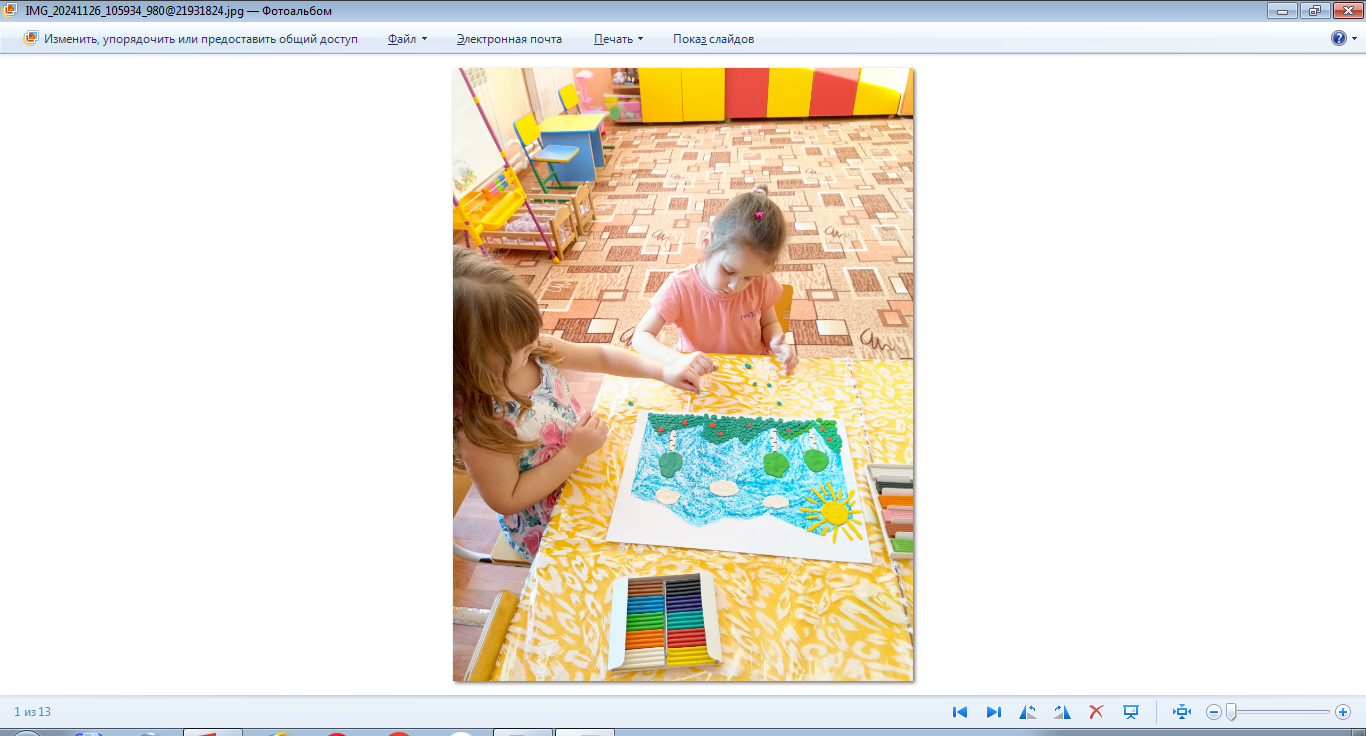 IMG_20241126_105934_980@21931824.jpg — Фотоальбом
Изменить, упорядочить или предоставить общий доступ Файл Электронная почта Печать Показ слайдов
1 из 13